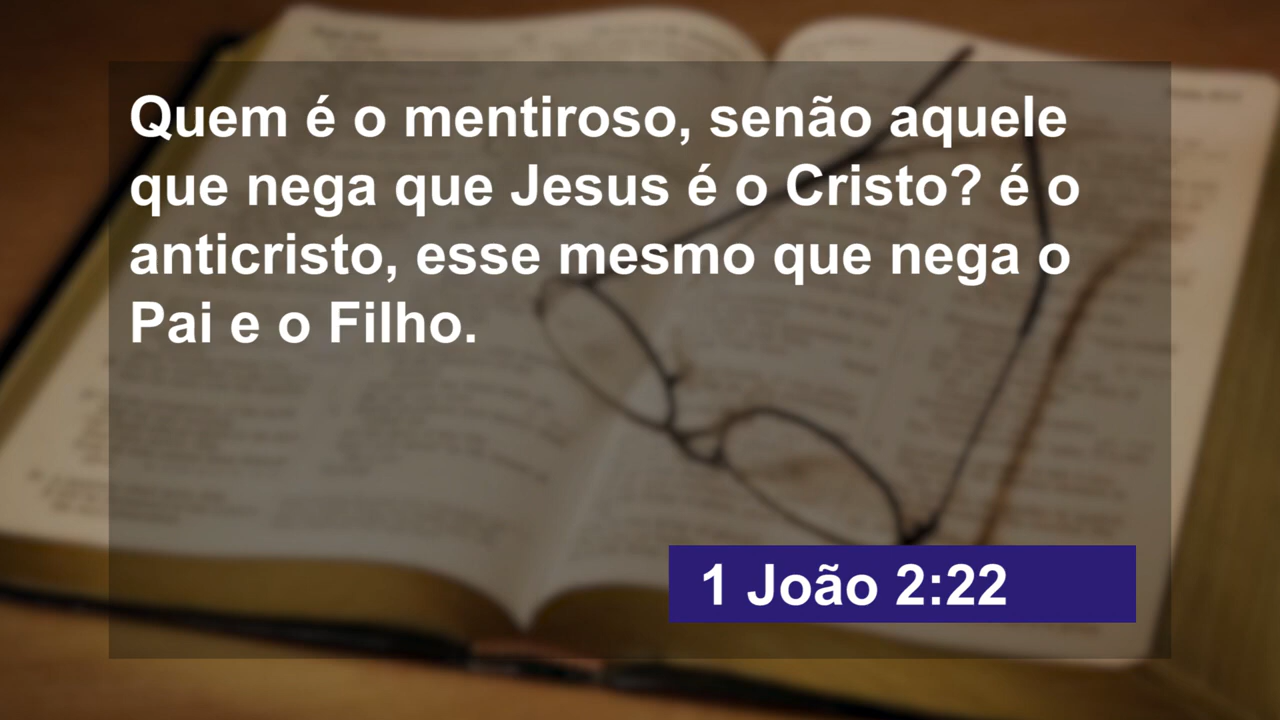 Quem é o mentiroso, senão aquele
que nega que Jesus é o Cristo? é o
anticristo, esse mesmo que nega o
Pai e o Filho.
1 João 2:22